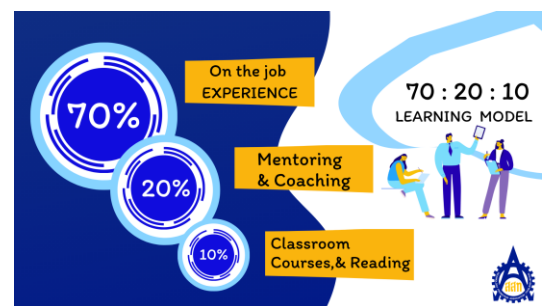 70%
On the job
EXPERIENCE
20%
Mentoring
& Coaching
10%
Classroom
Courses,& Reading
70 : 20 : 10
LEARNING MODEL